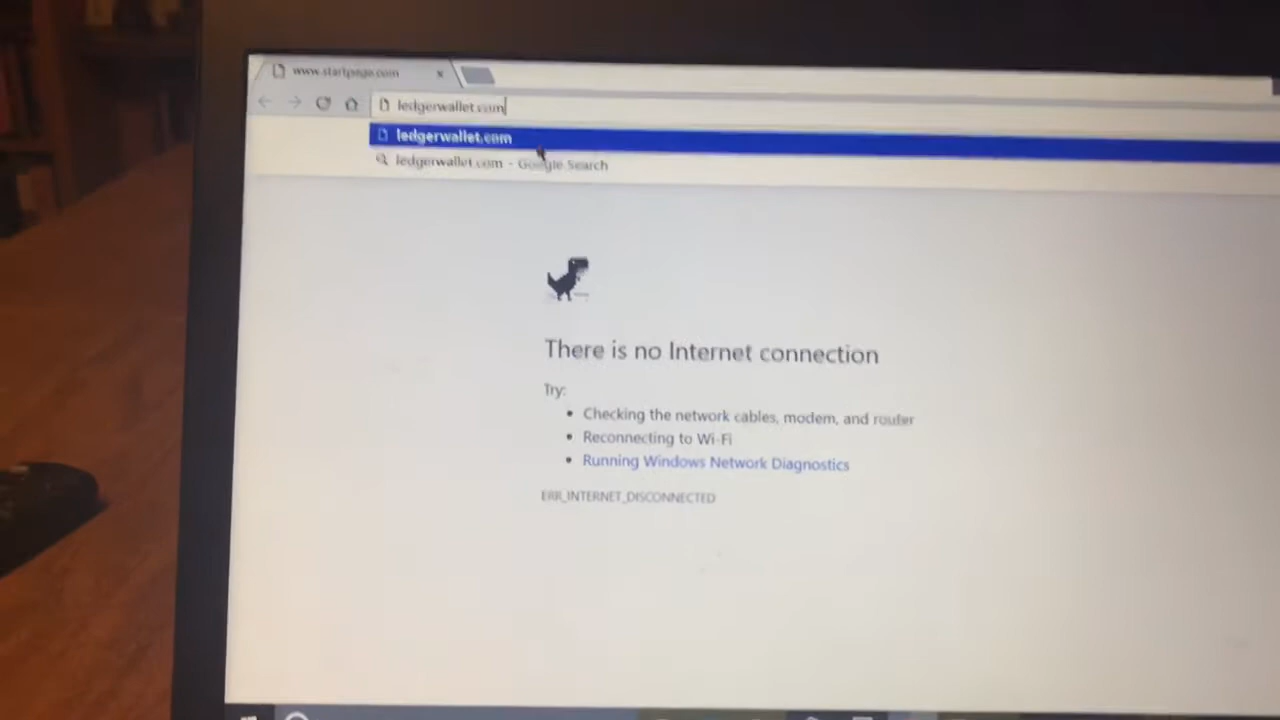 www.startpage.com
ledgerwallet.com
ledgerwallet.com
ledgerwallet.com - Google Search
There is no Internet connection
Try:
Checking the network cables, modem, and router
Reconnecting to Wi-Fi
Running Windows Network Diagnostics
ERR_INTERNET_DISCONNECTED